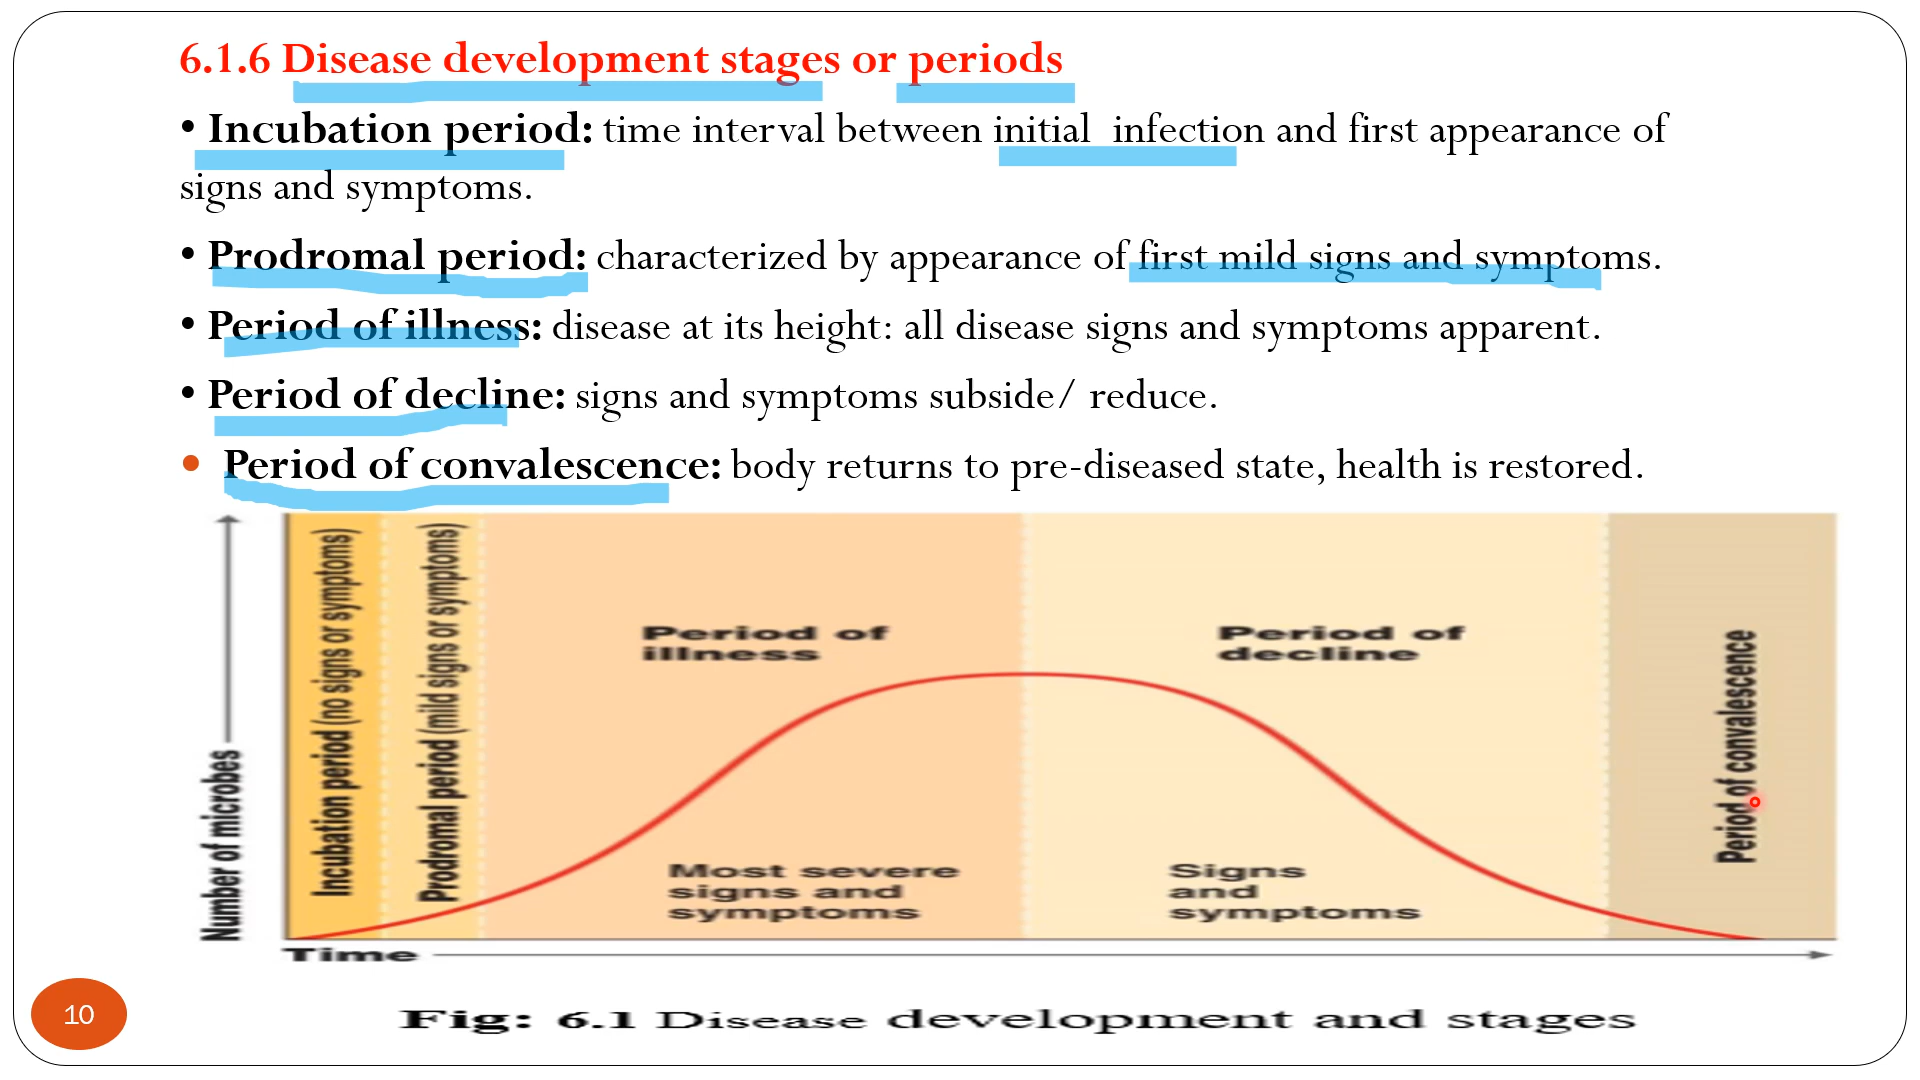 6.1.6 Disease development stages or periods
• Incubation period: time interval between initial infection and first appearance of
signs and symptoms.
• Prodromal period: characterized by appearance of first mild signs and symptoms.
• Period of illness: disease at its height: all disease signs and symptoms apparent.
• Period of decline: signs and symptoms subside/ reduce.
• Period of convalescence: body returns to pre-diseased state, health is restored.
Number of microbes
Incubation period (no signs or symptoms)
Prodromal period (mild signs or symptoms)
Period of
illness
Most severe
signs and
symptoms
Period of
decline
Signs
and
symptoms
Period of convalescence
Time
Fig: 6.1 Disease development and stages
10